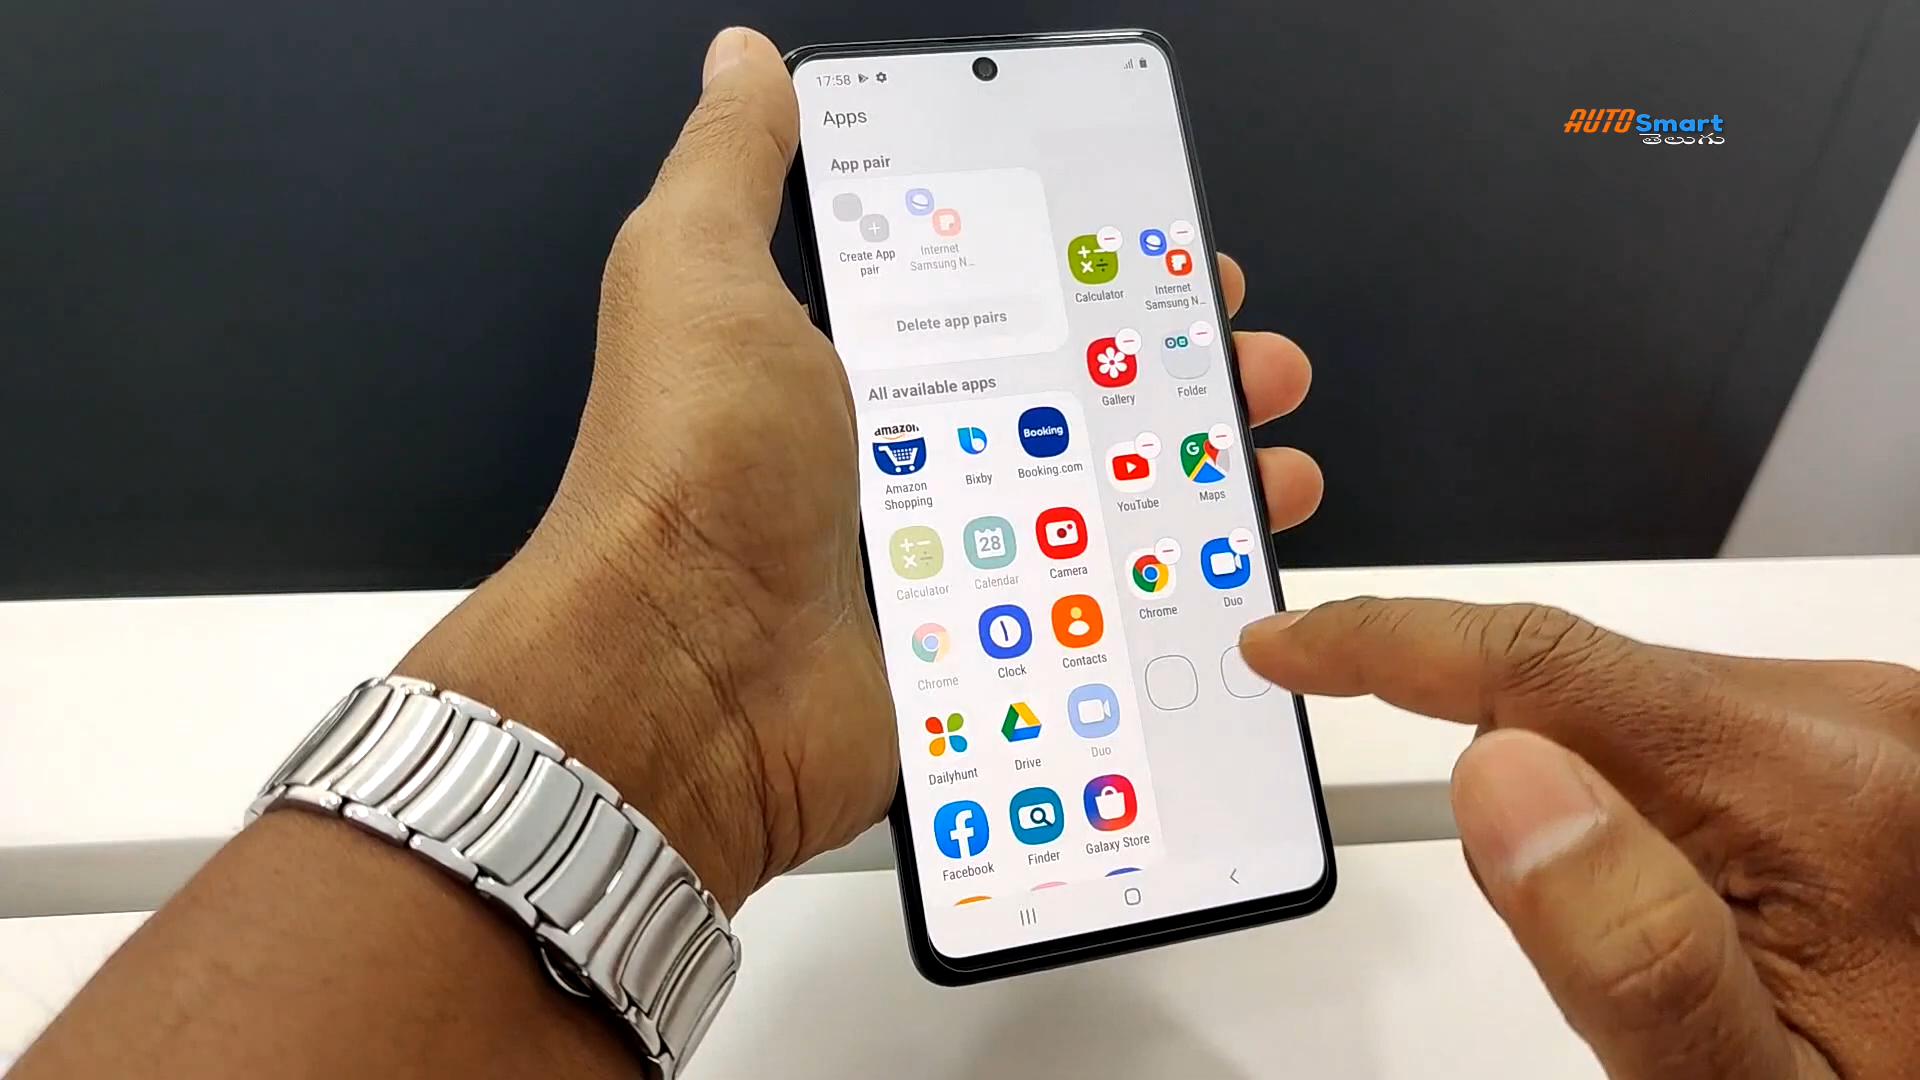 17:58
Apps
App pair
Create App
pair
Internet
Samsung N...
Delete app pairs
All available apps
amazon
Amazon
Shopping
Bixby
Booking
Booking.com
Calculator
28
Calendar
Camera
Chrome
Clock
Contacts
Dailyhunt
Drive
Duo
Facebook
Finder
Galaxy Store
Calculator
Internet
Samsung N...
Gallery
Folder
YouTube
G
Maps
Chrome
Duo
AUTO Smart
తెలుగు